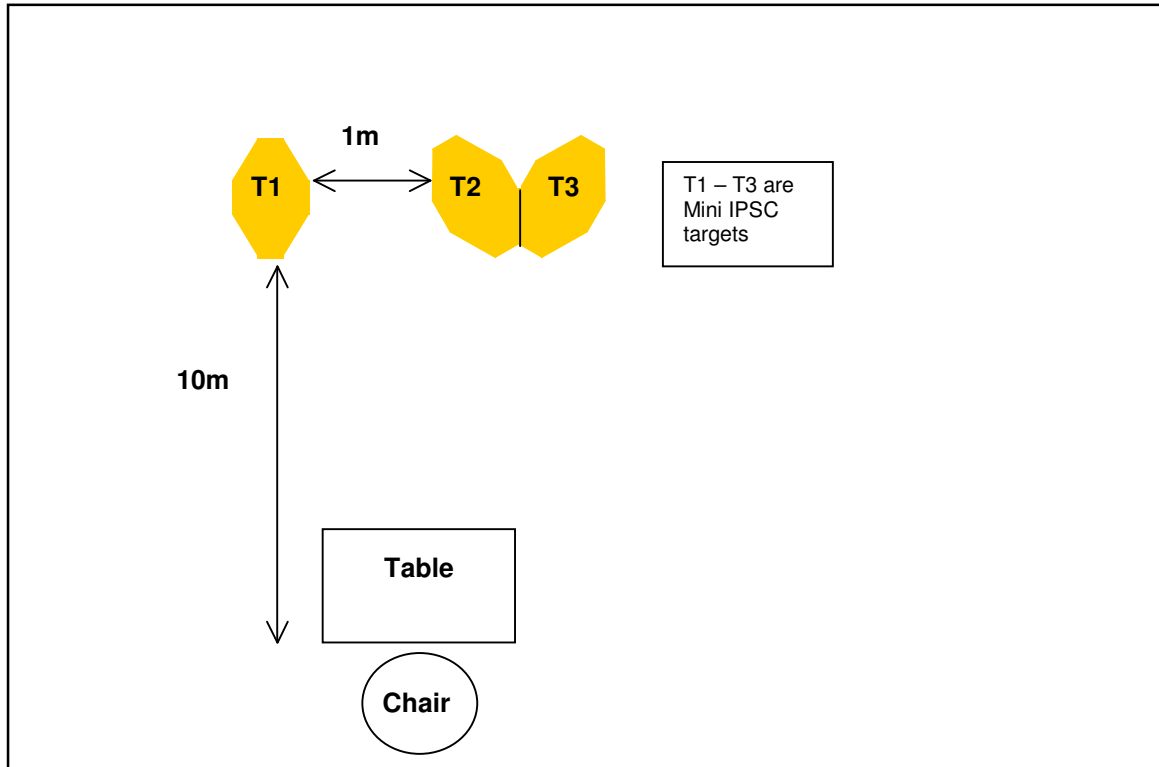 1m
T1
T2
T3
T1 – T3 are
Mini IPSC
targets
10m
Table
Chair